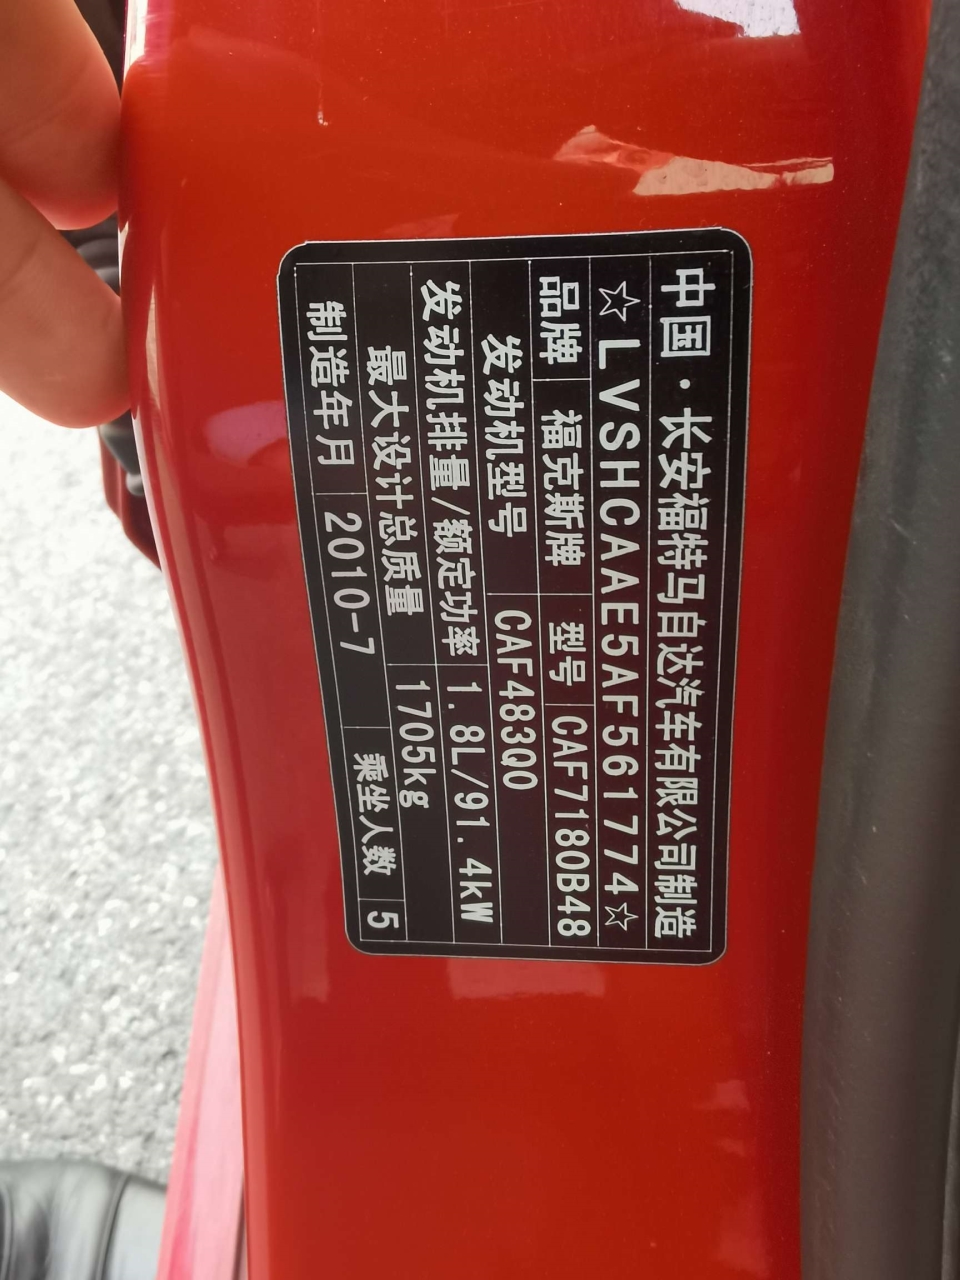 中国·长安福特马自达汽车有限公司制造
☆LVSHCAAE5AF561774☆
品牌 福克斯牌 型号 CAF7180B48
发动机型号 CAF483Q0
发动机排量/额定功率 1.8L/91.4kW
最大设计总质量 1705kg
制造年月 2010-7 乘坐人数 5